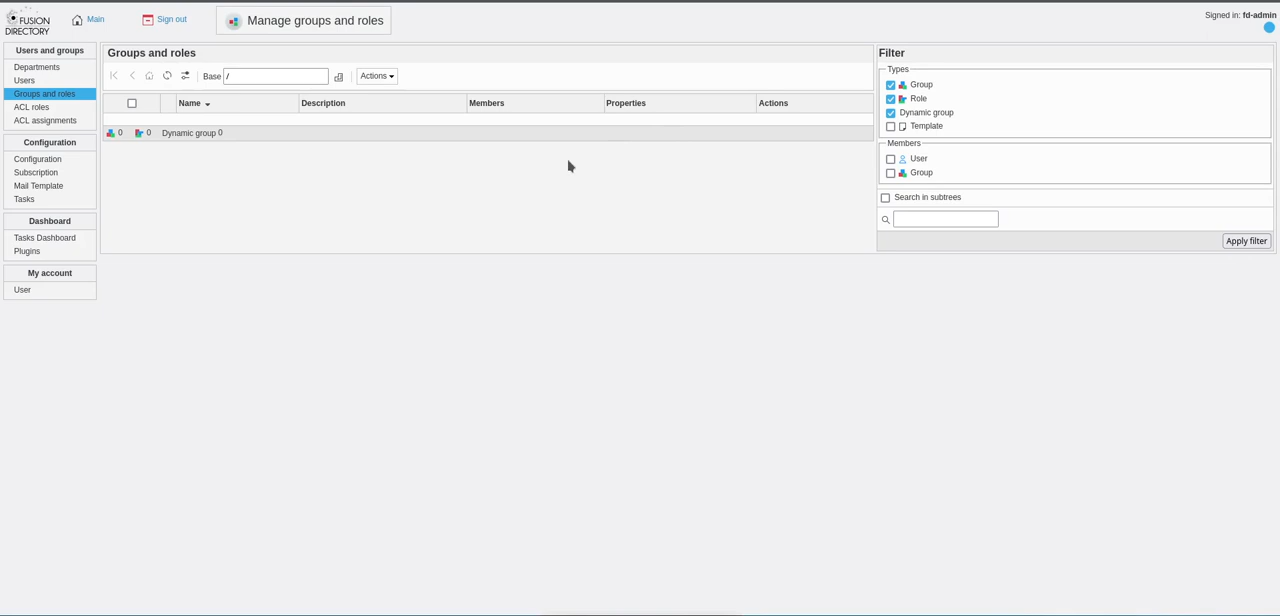 FUSION
DIRECTORY
Main
Sign out
Manage groups and roles
Signed in: fd-admin
Users and groups
Departments
Users
Groups and roles
ACL roles
ACL assignments
Configuration
Configuration
Subscription
Mail Template
Tasks
Dashboard
Tasks Dashboard
Plugins
My account
User
Groups and roles
Base / Actions
Name Description Members Properties Actions
0 0 Dynamic group 0
Filter
Types
Group
Role
Dynamic group
Template
Members
User
Group
Search in subtrees
Apply filter